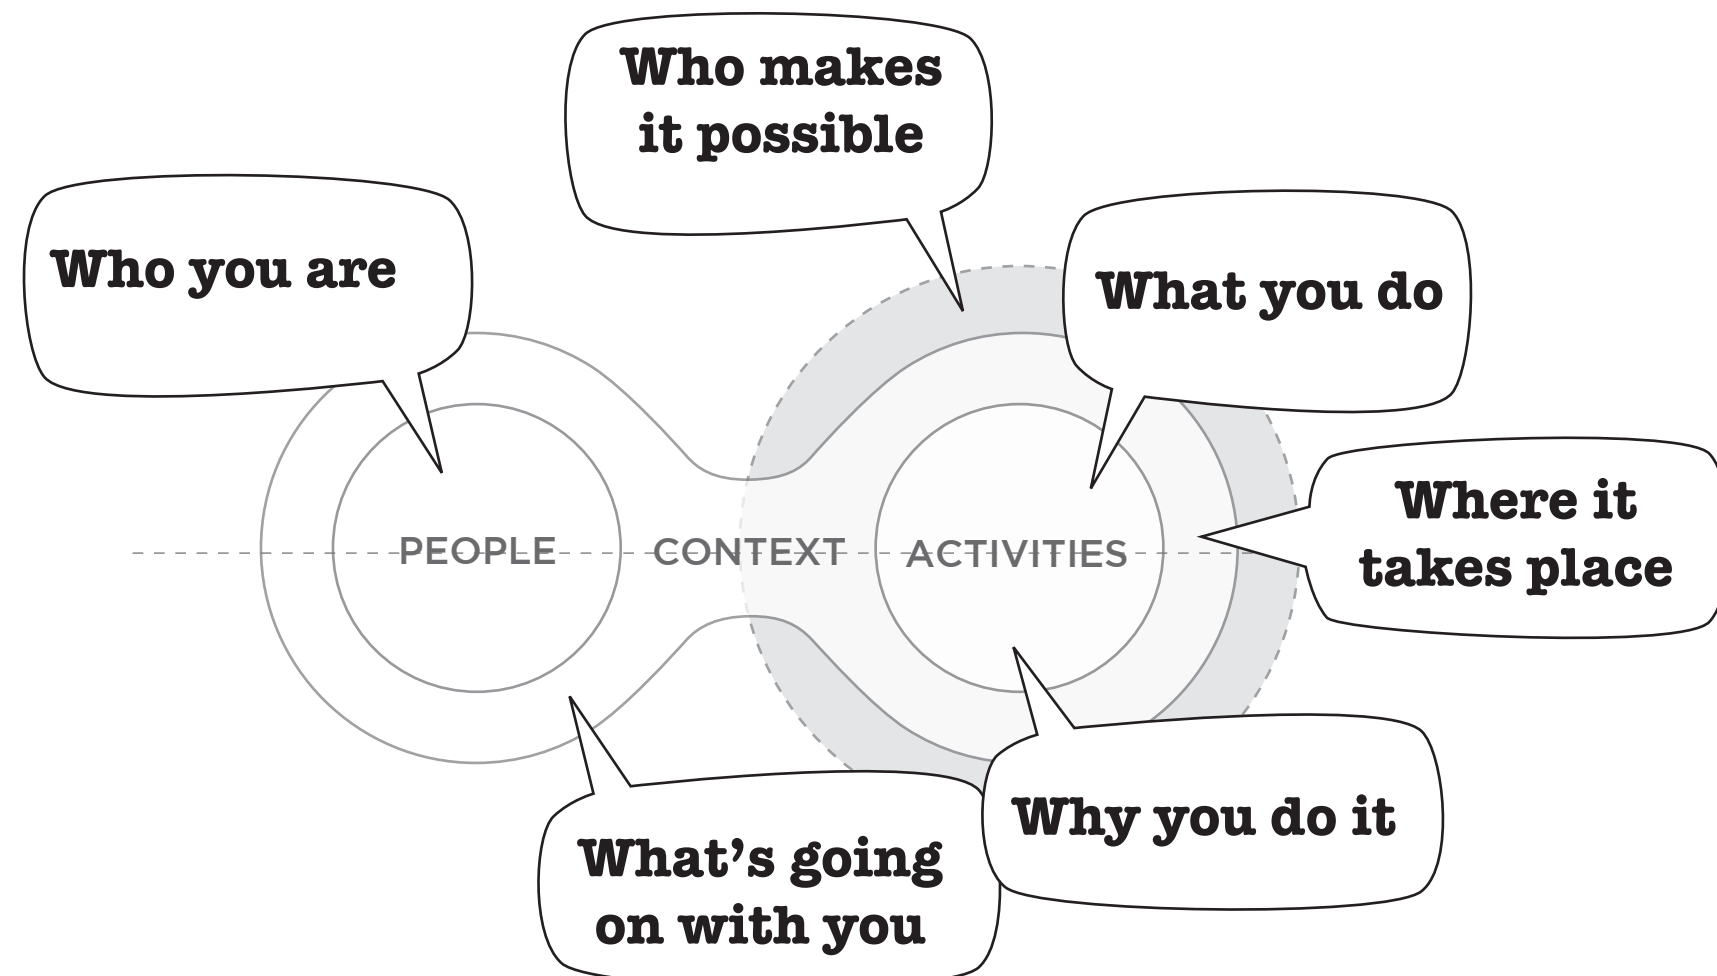 Who makes
it possible
Who you are
What you do
Where it
takes place
PEOPLE
CONTEXT
ACTIVITIES
Why you do it
What’s going
on with you